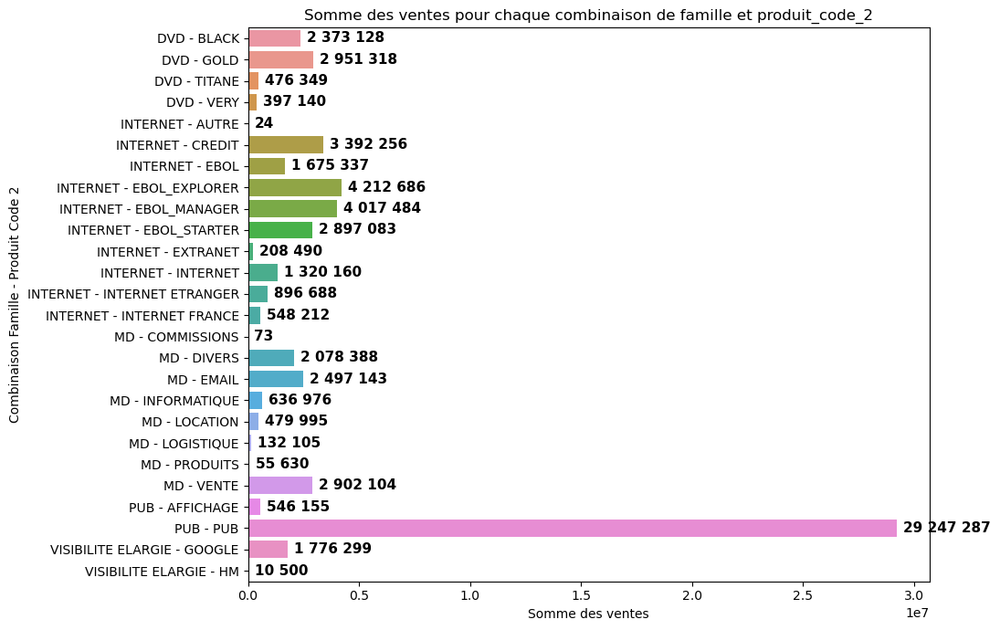 Somme des ventes pour chaque combinaison de famille et produit_code_2
Combinaison Famille - Produit Code 2
DVD - BLACK 2 373 128
DVD - GOLD 2 951 318
DVD - TITANE 476 349
DVD - VERY 397 140
INTERNET - AUTRE 24
INTERNET - CREDIT 3 392 256
INTERNET - EBOL 1 675 337
INTERNET - EBOL_EXPLORER 4 212 686
INTERNET - EBOL_MANAGER 4 017 484
INTERNET - EBOL_STARTER 2 897 083
INTERNET - EXTRANET 208 490
INTERNET - INTERNET 1 320 160
INTERNET - INTERNET ETRANGER 896 688
INTERNET - INTERNET FRANCE 548 212
MD - COMMISSIONS 73
MD - DIVERS 2 078 388
MD - EMAIL 2 497 143
MD - INFORMATIQUE 636 976
MD - LOCATION 479 995
MD - LOGISTIQUE 132 105
MD - PRODUITS 55 630
MD - VENTE 2 902 104
PUB - AFFICHAGE 546 155
PUB - PUB 29 247 287
VISIBILITE ELARGIE - GOOGLE 1 776 299
VISIBILITE ELARGIE - HM 10 500
0.0 0.5 1.0 1.5 2.0 2.5 3.0
1e7
Somme des ventes